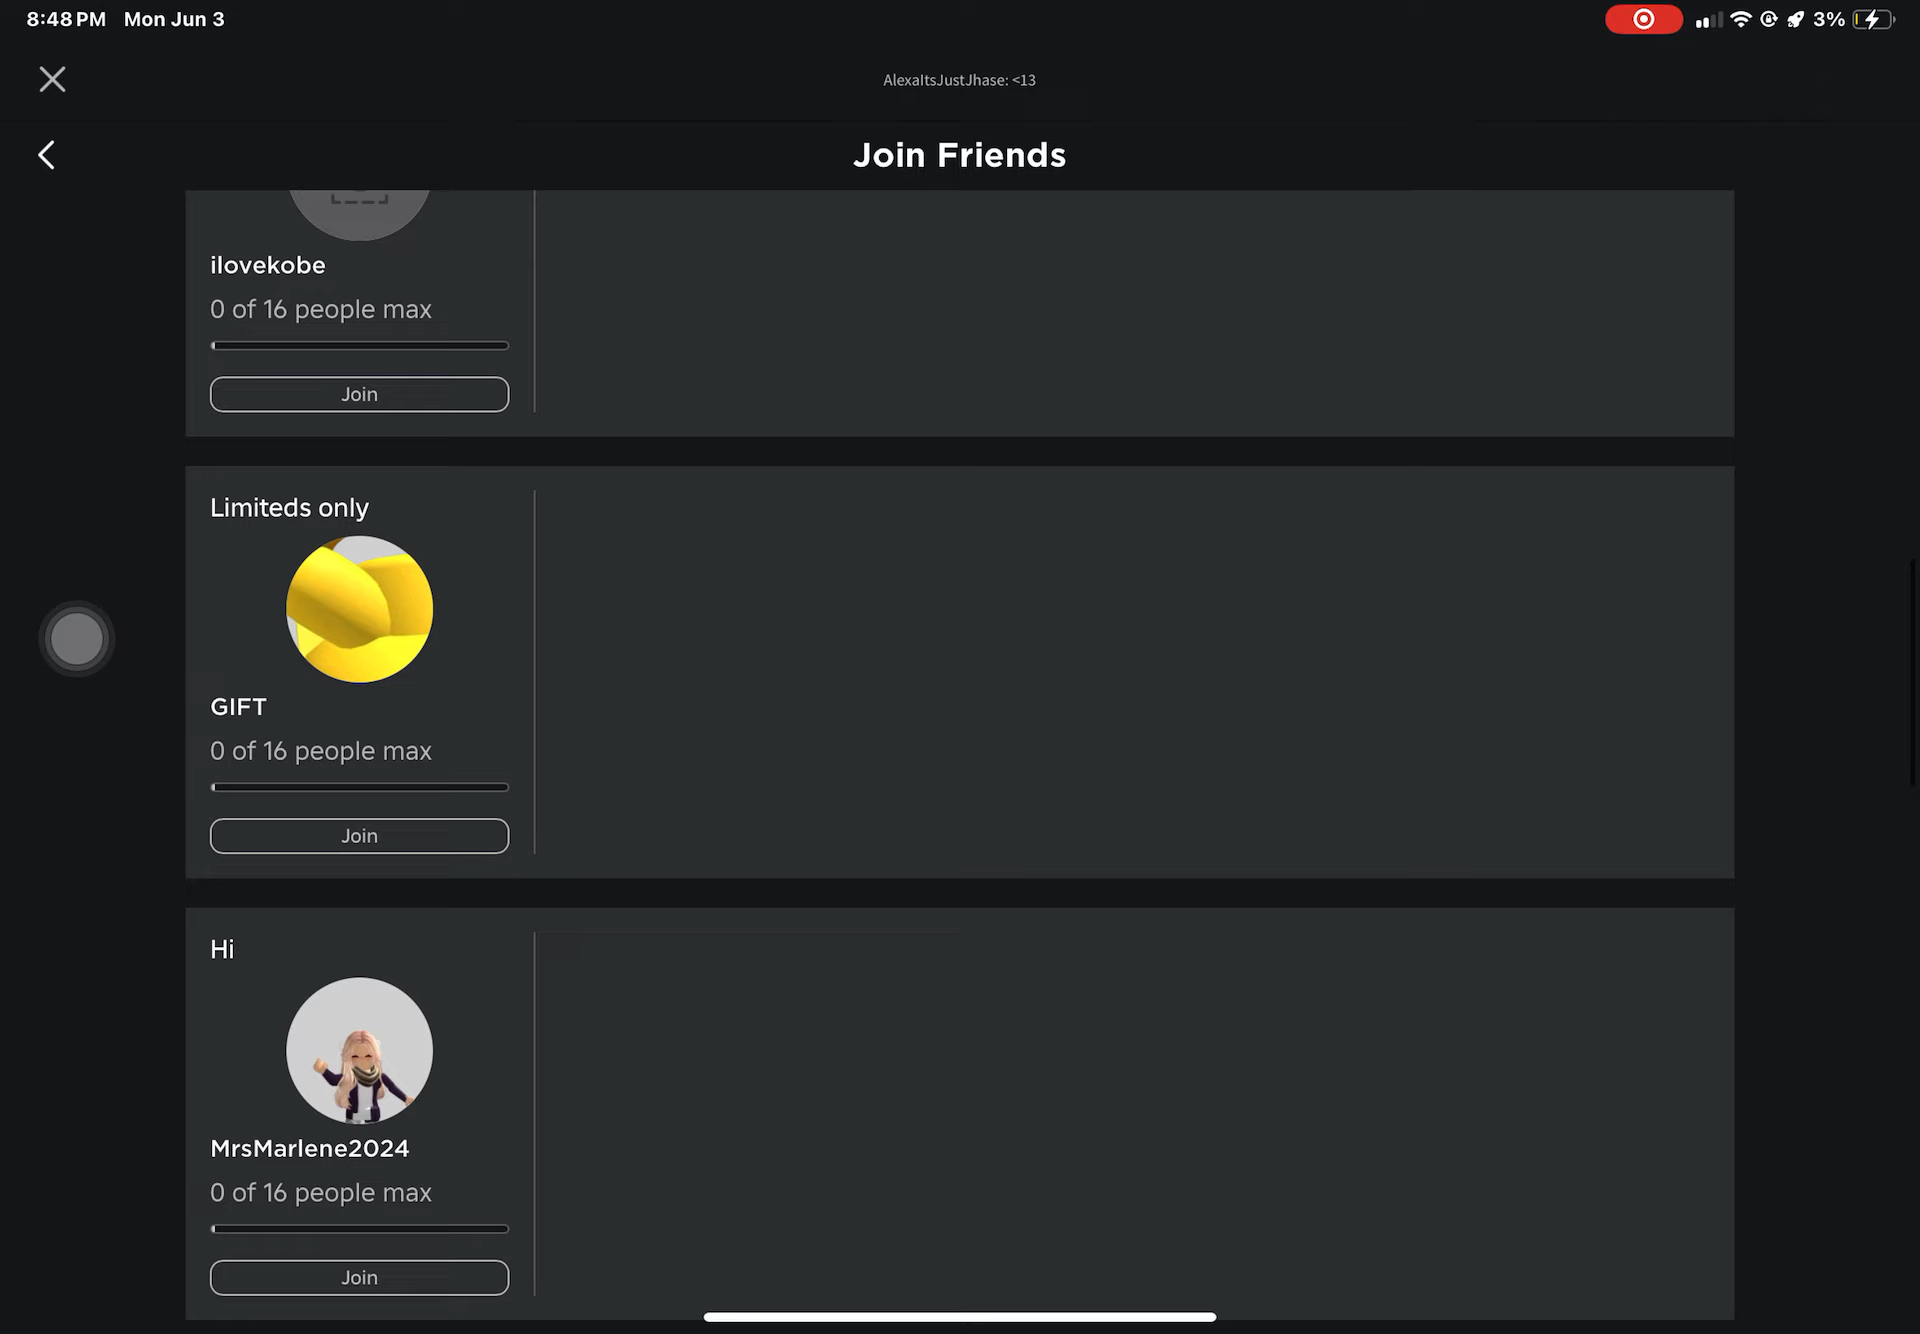 8:48 PM Mon Jun 3
3%
AlexaItsJustJhase: <13
Join Friends
ilovekobe
0 of 16 people max
Join
Limiteds only
GIFT
0 of 16 people max
Join
Hi
MrsMarlene2024
0 of 16 people max
Join